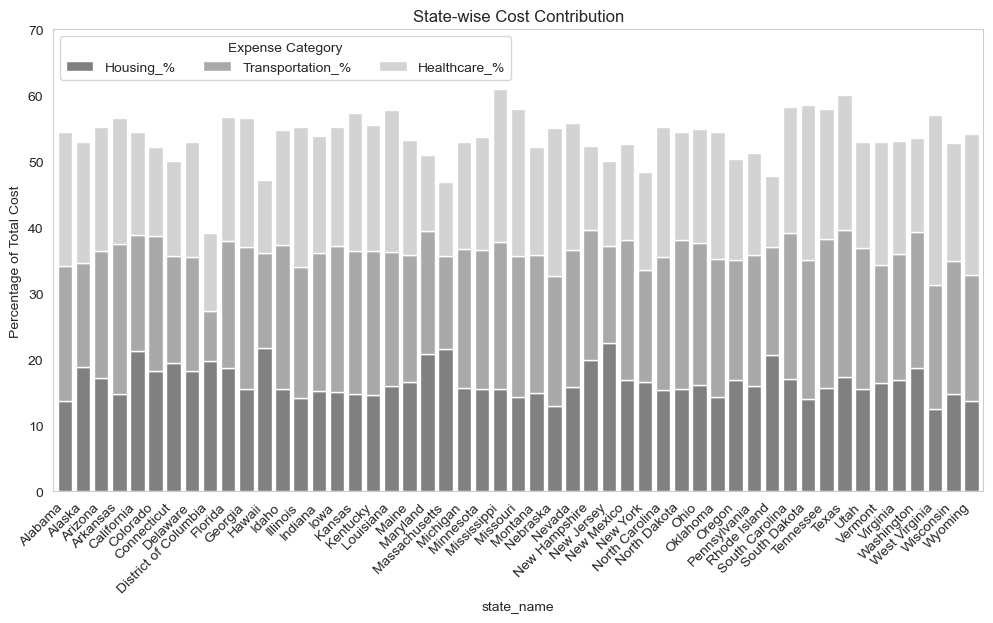 State-wise Cost Contribution
Expense Category
Housing_%
Transportation_%
Healthcare_%
Percentage of Total Cost
70
60
50
40
30
20
10
0
Alabama
Alaska
Arizona
Arkansas
California
Colorado
Connecticut
Delaware
District of Columbia
Florida
Georgia
Hawaii
Idaho
Illinois
Indiana
Iowa
Kansas
Kentucky
Louisiana
Maine
Maryland
Massachusetts
Michigan
Minnesota
Mississippi
Missouri
Montana
Nebraska
Nevada
New Hampshire
New Jersey
New Mexico
New York
North Carolina
North Dakota
Ohio
Oklahoma
Oregon
Pennsylvania
Rhode Island
South Carolina
South Dakota
Tennessee
Texas
Utah
Vermont
Virginia
Washington
West Virginia
Wisconsin
Wyoming
state_name